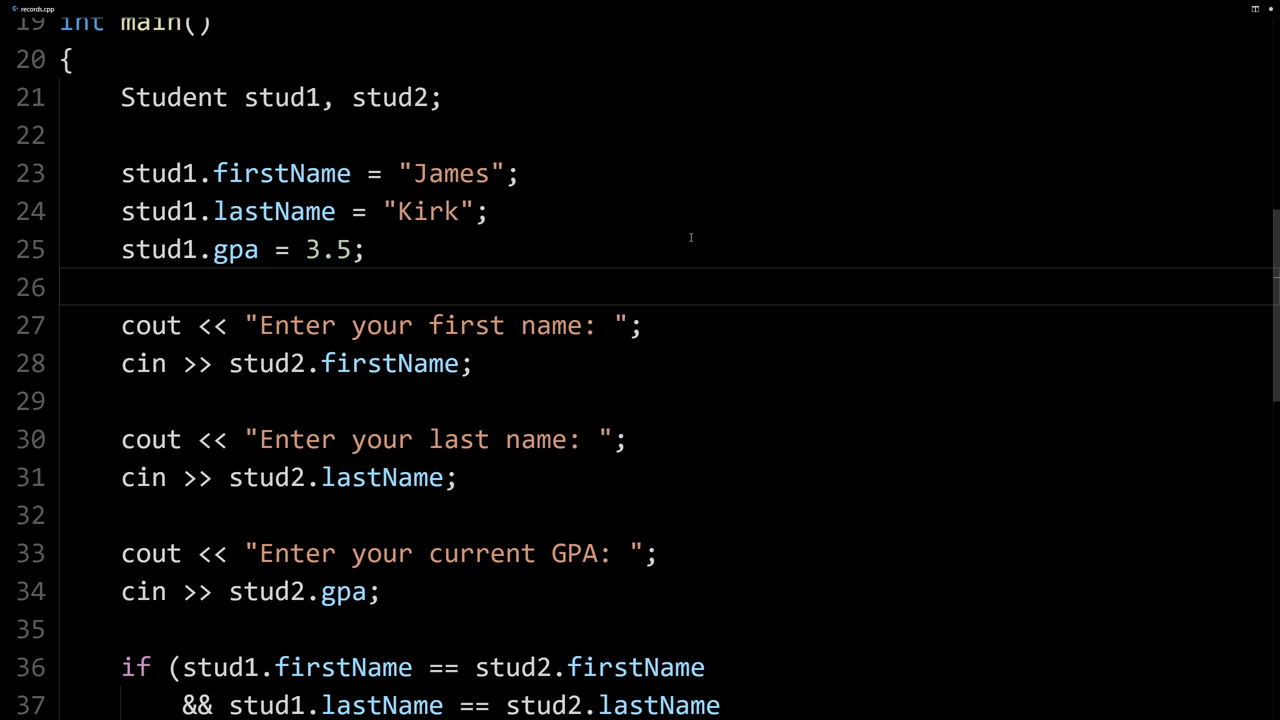 records.cpp
19 int main()
20 {
21 Student stud1, stud2;
22
23 stud1.firstName = "James";
24 stud1.lastName = "Kirk";
25 stud1.gpa = 3.5;
26
27 cout << "Enter your first name: ";
28 cin >> stud2.firstName;
29
30 cout << "Enter your last name: ";
31 cin >> stud2.lastName;
32
33 cout << "Enter your current GPA: ";
34 cin >> stud2.gpa;
35
36 if (stud1.firstName == stud2.firstName
37 && stud1.lastName == stud2.lastName